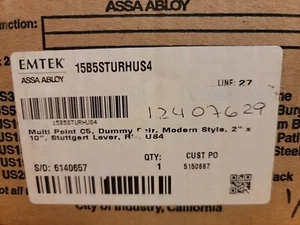 ASSA ABLOY
EMTEK 15B5STURHUS4
ASSA ABLOY
LINE: 27
15B5STURHUS4
12407629
Multi Point C5, Dummy Modern Style, 2" x
10", Stuttgart Lever, US4
QTY: CUST PO
S/O: 6140657 1 5150887
City of Industry, California